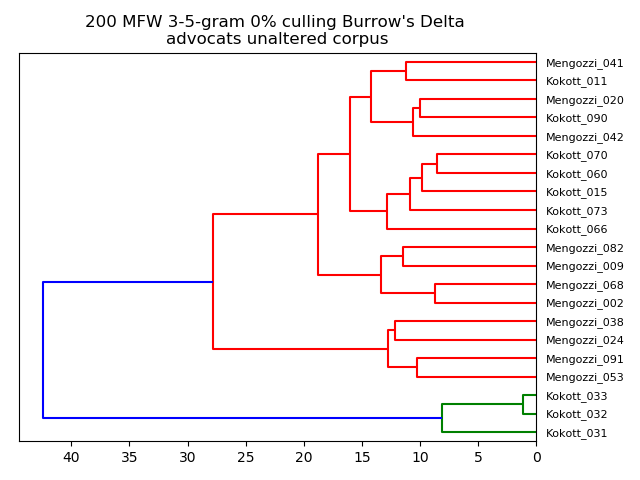 200 MFW 3-5-gram 0% culling Burrow's Delta
advocats unaltered corpus
Mengozzi_041
Kokott_011
Mengozzi_020
Kokott_090
Mengozzi_042
Kokott_070
Kokott_060
Kokott_015
Kokott_073
Kokott_066
Mengozzi_082
Mengozzi_009
Mengozzi_068
Mengozzi_002
Mengozzi_038
Mengozzi_024
Mengozzi_091
Mengozzi_053
Kokott_033
Kokott_032
Kokott_031
40 35 30 25 20 15 10 5 0